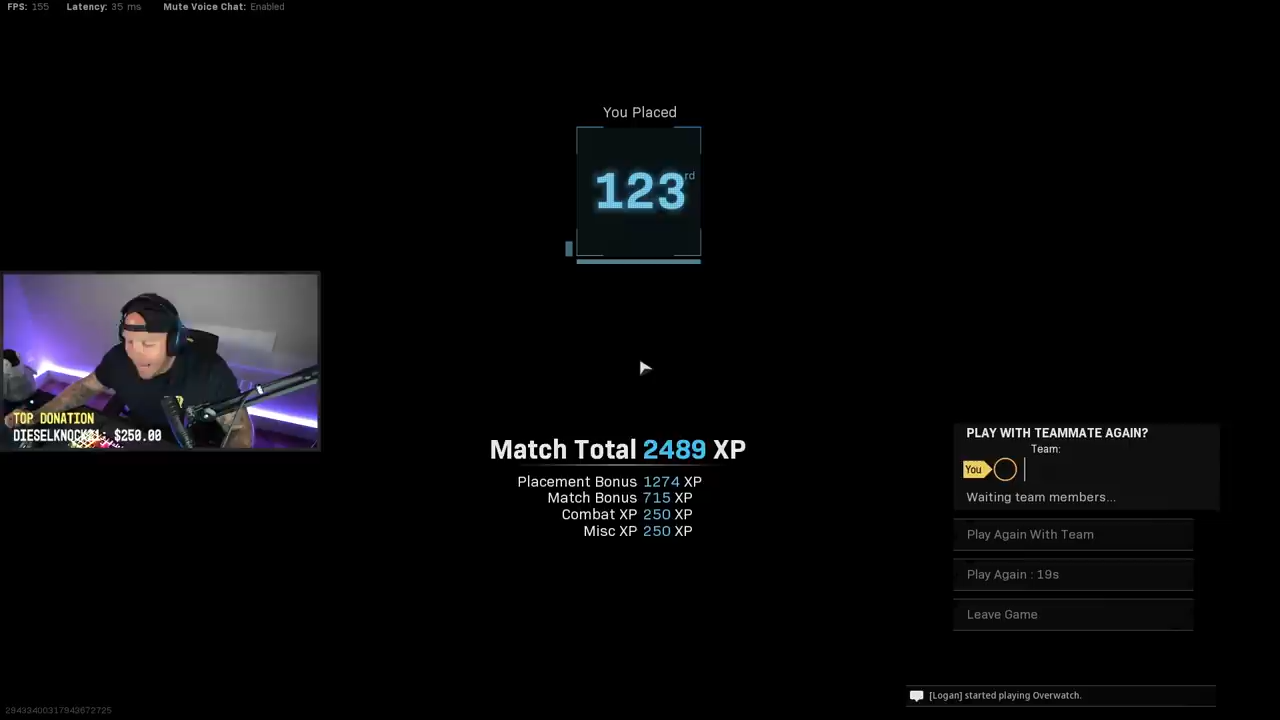 FPS: 155 Latency: 35 ms Mute Voice Chat: Enabled
You Placed
123rd
TOP DONATION
: $250.00
Match Total 2489 XP
Placement Bonus 1274 XP
Match Bonus 715 XP
Combat XP 250 XP
Misc XP 250 XP
PLAY WITH TEAMMATE AGAIN?
Team:
You
Waiting team members...
Play Again With Team
Play Again : 19s
Leave Game
[Logan] started playing Overwatch.
29433400317943672725